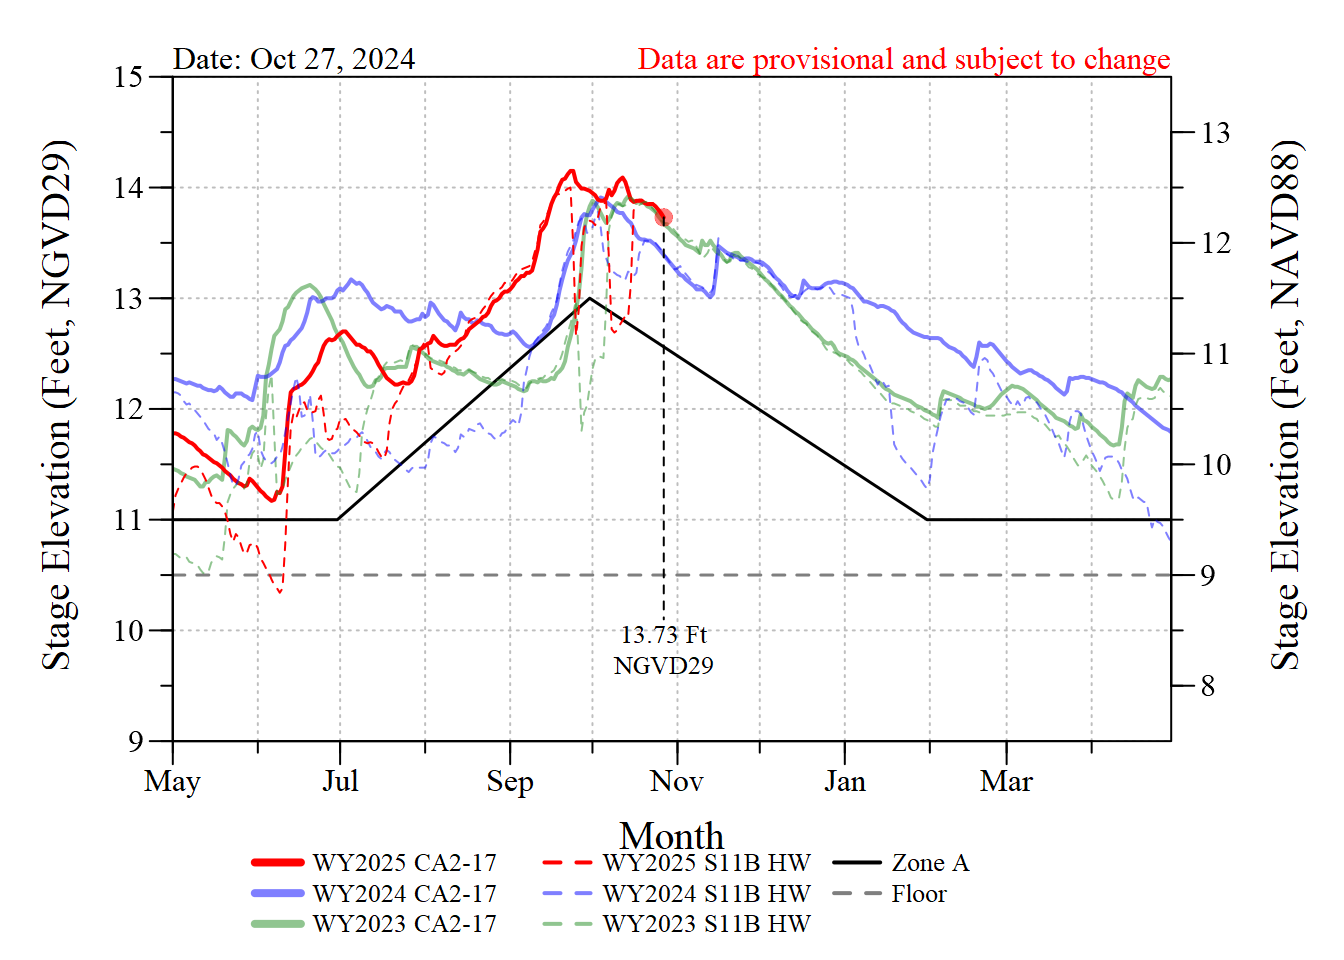 Date: Oct 27, 2024
Data are provisional and subject to change
15
14
13
12
11
10
9
Stage Elevation (Feet, NGVD29)
13
12
11
10
9
8
Stage Elevation (Feet, NAVD88)
13.73 Ft
NGVD29
May
Jul
Sep
Nov
Jan
Mar
Month
WY2025 CA2-17
WY2024 CA2-17
WY2023 CA2-17
WY2025 S11B HW
WY2024 S11B HW
WY2023 S11B HW
Zone A
Floor